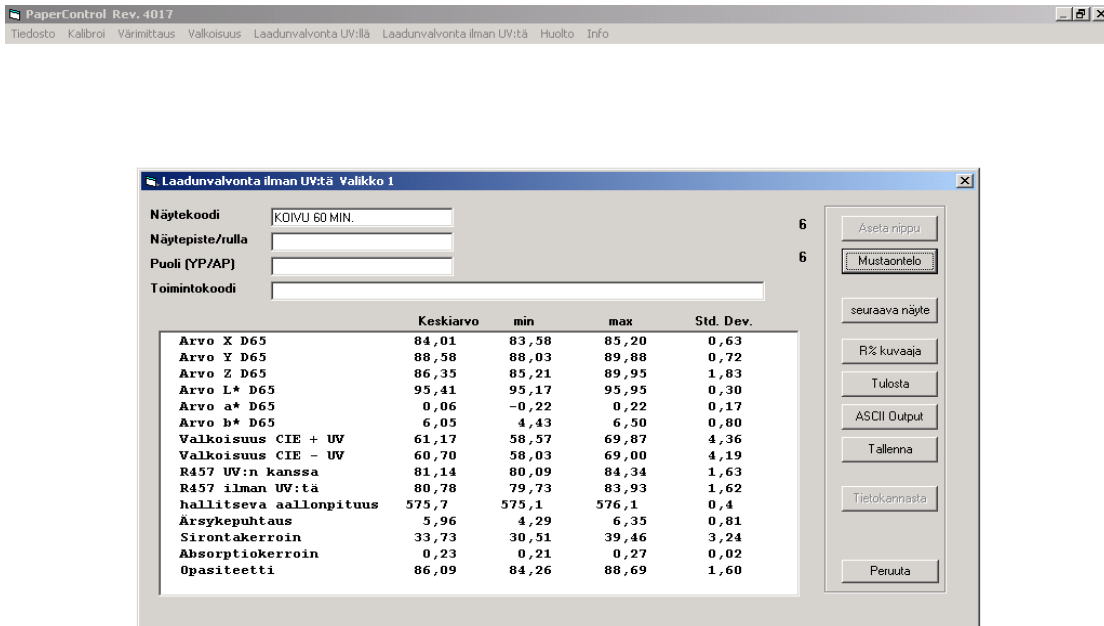 PaperControl Rev. 4017
Tiedosto Kalibroi Värimittaus Valkoisuus Laadunvalvonta UV:llä Laadunvalvonta ilman UV:tä Huolto Info
Laadunvalvonta ilman UV:tä Valikko 1
Näytekoodi KOIVU 60 MIN. 6
Näytepiste/rulla
Puoli (YP/AP) 6
Toimintokoodi
Keskiarvo min max Std. Dev.
Arvo X D65 84,01 83,58 85,20 0,63
Arvo Y D65 88,58 88,03 89,88 0,72
Arvo Z D65 86,35 85,21 89,95 1,83
Arvo L* D65 95,41 95,17 95,95 0,30
Arvo a* D65 0,06 -0,22 0,22 0,17
Arvo b* D65 6,05 4,43 6,50 0,80
Valkoisuus CIE + UV 61,17 58,57 69,87 4,36
Valkoisuus CIE - UV 60,70 58,03 69,00 4,19
R457 UV:n kanssa 81,14 80,09 84,34 1,63
R457 ilman UV:tä 80,78 79,73 83,93 1,62
hallitseva aallonpituus 575,7 575,1 576,1 0,4
Ärsykepuhtaus 5,96 4,29 6,35 0,81
Sirontakerroin 33,73 30,51 39,46 3,24
Absorptiokerroin 0,23 0,21 0,27 0,02
Opasiteetti 86,09 84,26 88,69 1,60
Aseta nippu
Mustaontelo
seuraava näyte
R% kuvaaja
Tulosta
ASCII Output
Tallenna
Tietokannasta
Peruuta